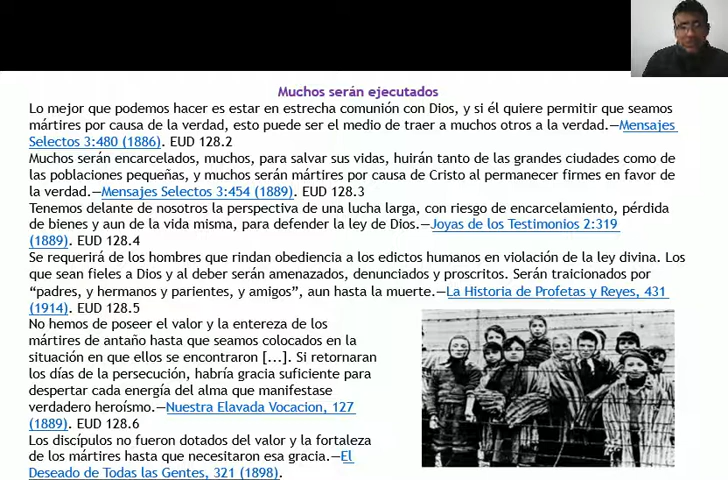 Muchos serán ejecutados
Lo mejor que podemos hacer es estar en estrecha comunión con Dios, y si él quiere permitir que seamos
mártires por causa de la verdad, esto puede ser el medio de traer a muchos otros a la verdad.—Mensajes
Selectos 3:480 (1886). EUD 128.2
Muchos serán encarcelados, muchos, para salvar sus vidas, huirán tanto de las grandes ciudades como de
las poblaciones pequeñas, y muchos serán mártires por causa de Cristo al permanecer firmes en favor de
la verdad.—Mensajes Selectos 3:454 (1889). EUD 128.3
Tenemos delante de nosotros la perspectiva de una lucha larga, con riesgo de encarcelamiento, pérdida
de bienes y aun de la vida misma, para defender la ley de Dios.—Joyas de los Testimonios 2:319
(1889). EUD 128.4
Se requerirá de los hombres que rindan obediencia a los edictos humanos en violación de la ley divina. Los
que sean fieles a Dios y al deber serán amenazados, denunciados y proscritos. Serán traicionados por
“padres, y hermanos y parientes, y amigos”, aun hasta la muerte.—La Historia de Profetas y Reyes, 431
(1914). EUD 128.5
No hemos de poseer el valor y la entereza de los
mártires de antaño hasta que seamos colocados en la
situación en que ellos se encontraron [...]. Si retornaran
los días de la persecución, habría gracia suficiente para
despertar cada energía del alma que manifestase
verdadero heroísmo.—Nuestra Elavada Vocacion, 127
(1889). EUD 128.6
Los discípulos no fueron dotados del valor y la fortaleza
de los mártires hasta que necesitaron esa gracia.—El
Deseado de Todas las Gentes, 321 (1898).